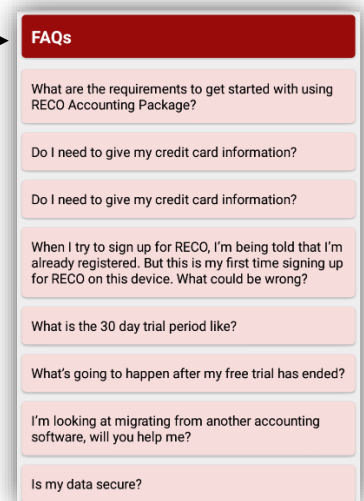 FAQs
What are the requirements to get started with using
RECO Accounting Package?
Do I need to give my credit card information?
Do I need to give my credit card information?
When I try to sign up for RECO, I'm being told that I'm
already registered. But this is my first time signing up
for RECO on this device. What could be wrong?
What is the 30 day trial period like?
What's going to happen after my free trial has ended?
I'm looking at migrating from another accounting
software, will you help me?
Is my data secure?